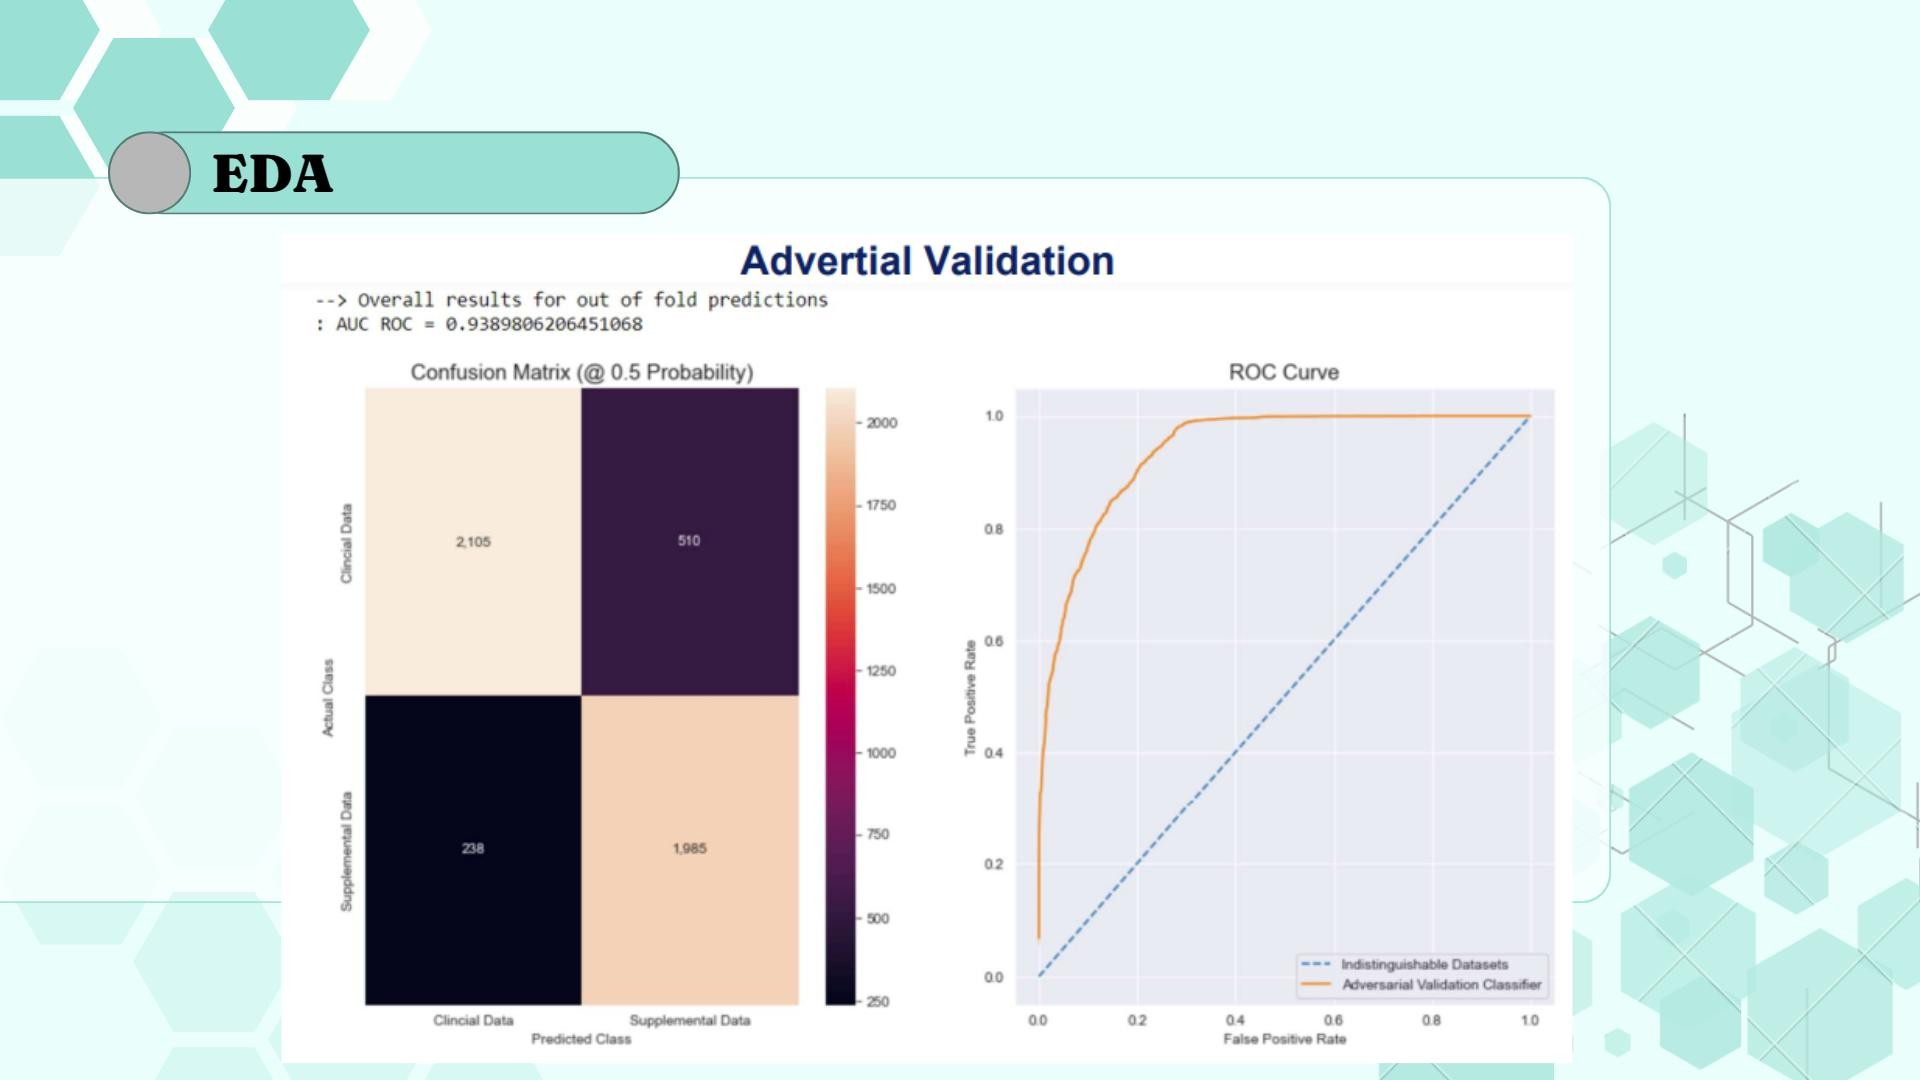 EDA
Advertial Validation
--> Overall results for out of fold predictions
: AUC ROC = 0.9389806206451068
Confusion Matrix (@ 0.5 Probability)
Clincial Data
Supplemental Data
Actual Class
2,105
510
238
1,985
Clincial Data
Supplemental Data
Predicted Class
2000
1750
1500
1250
1000
750
500
250
ROC Curve
True Positive Rate
1.0
0.8
0.6
0.4
0.2
0.0
Indistinguishable Datasets
Adversarial Validation Classifier
0.0 0.2 0.4 0.6 0.8 1.0
False Positive Rate